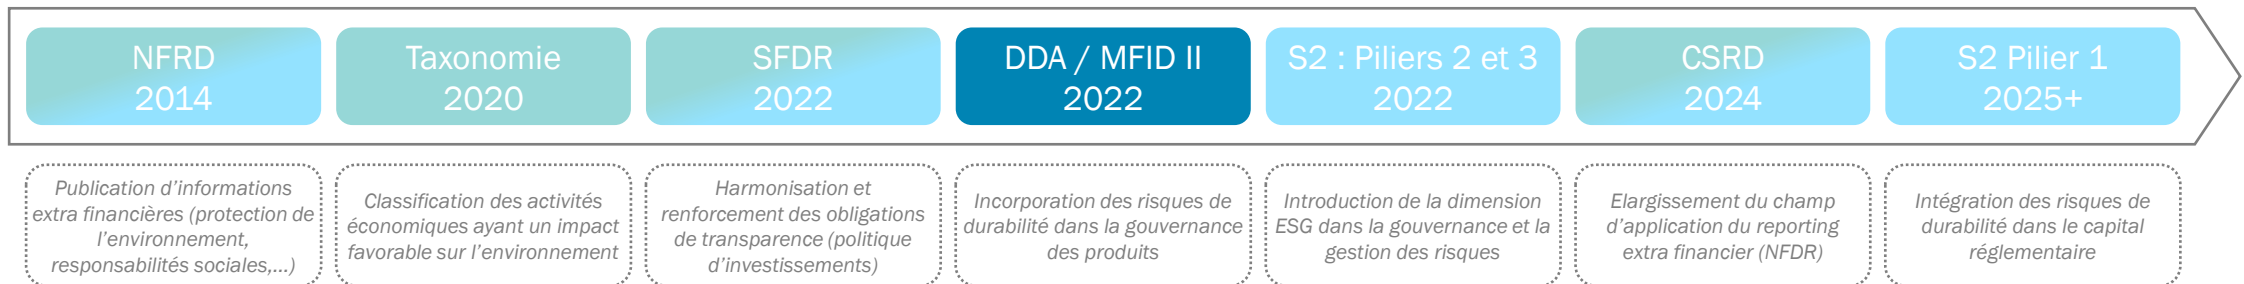 NFRD
2014
Taxonomie
2020
SFDR
2022
DDA / MFID II
2022
S2 : Piliers 2 et 3
2022
CSRD
2024
S2 Pilier 1
2025+
Publication d'informations
extra financières (protection de
l'environnement,
responsabilités sociales,...)
Classification des activités
économiques ayant un impact
favorable sur l'environnement
Harmonisation et
renforcement des obligations
de transparence (politique
d'investissements)
Incorporation des risques de
durabilité dans la gouvernance
des produits
Introduction de la dimension
ESG dans la gouvernance et la
gestion des risques
Elargissement du champ
d'application du reporting
extra financier (NFDR)
Intégration des risques de
durabilité dans le capital
réglementaire